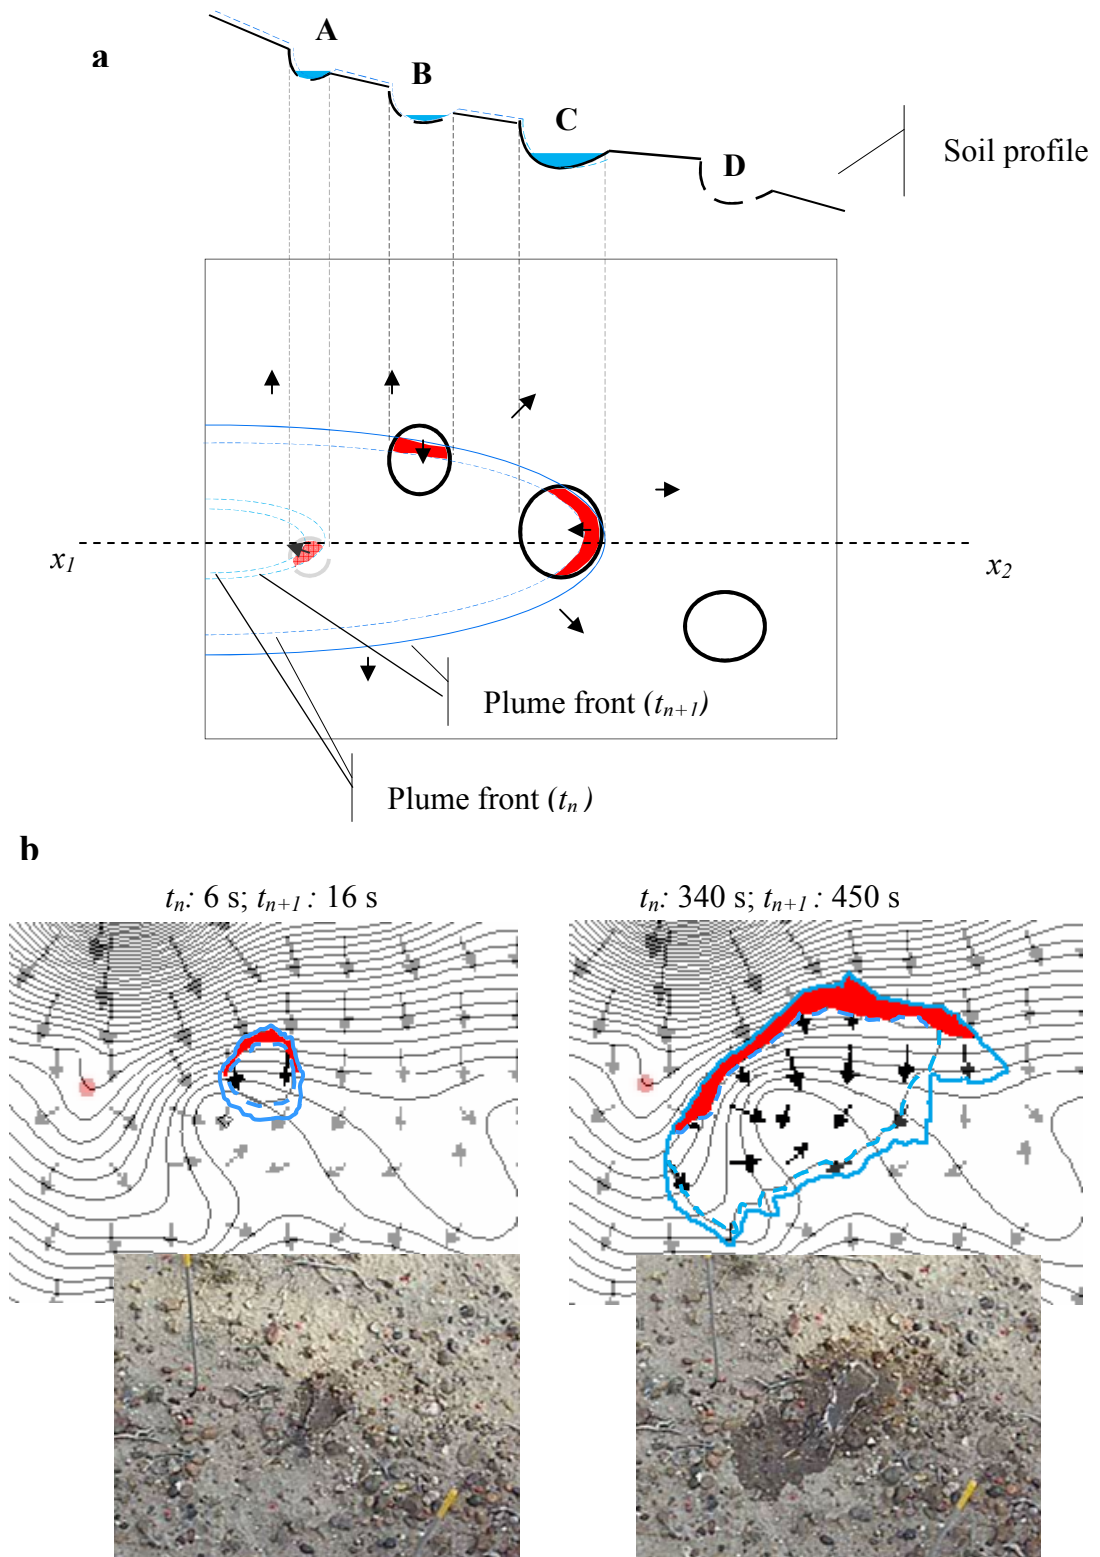 a
A
B
C
D
Soil profile
x1
x2
Plume front (tn+1)
Plume front (tn)
b
tn: 6 s; tn+1 : 16 s
tn: 340 s; tn+1 : 450 s